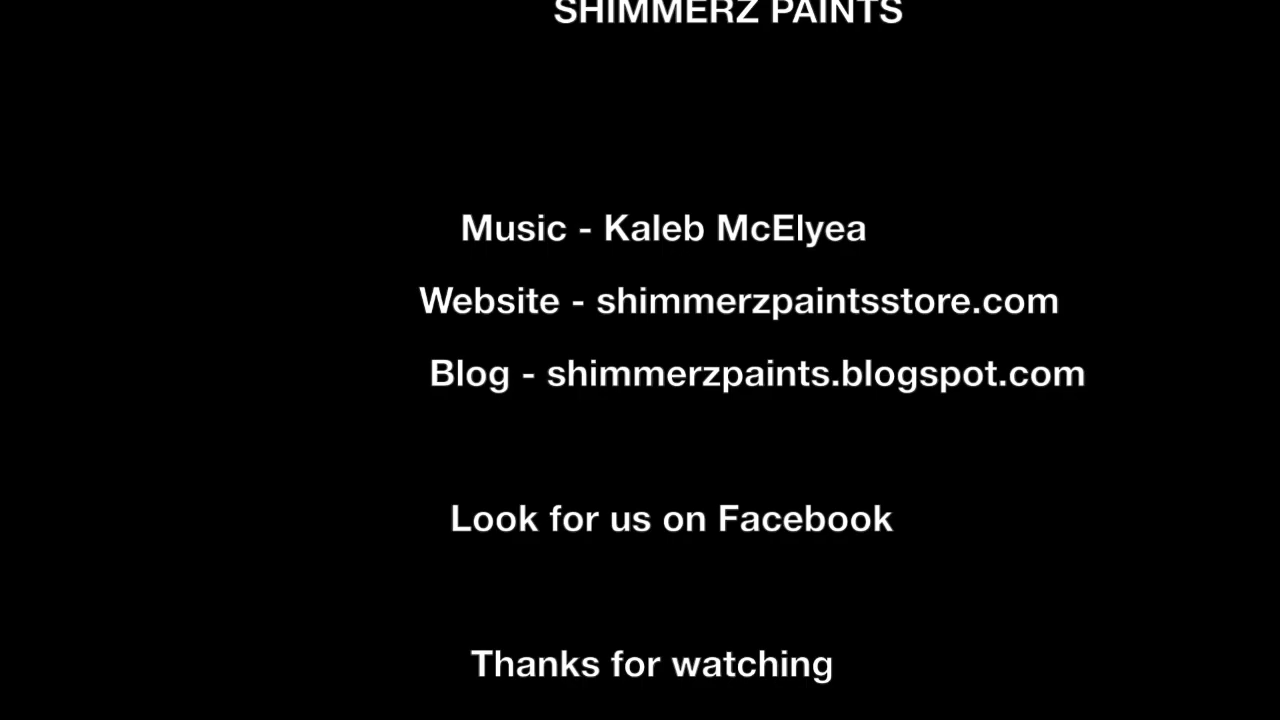 SHIMMERZ PAINTS
Music - Kaleb McElyea
Website - shimmerzpaintsstore.com
Blog - shimmerzpaints.blogspot.com
Look for us on Facebook
Thanks for watching